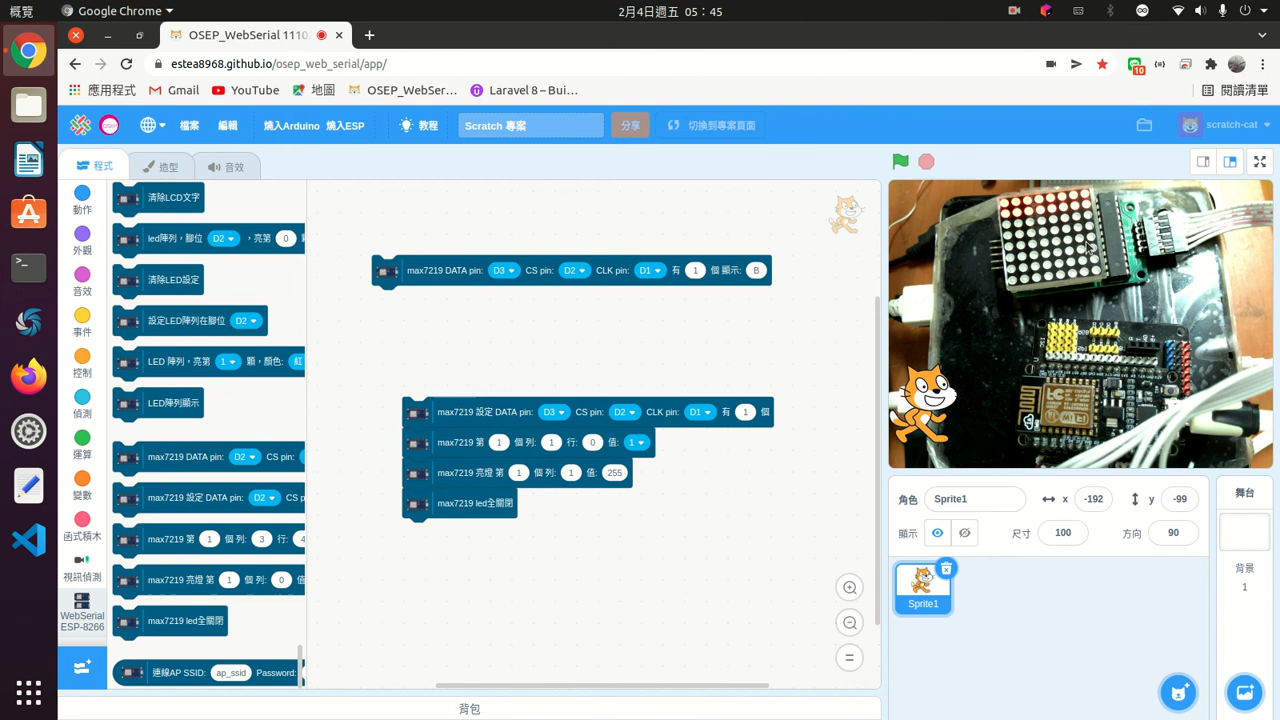 概覽
Google Chrome
2月4日週五 05：45
OSEP_WebSerial 1110
estea8968.github.io/osep_web_serial/app/
10
應用程式 Gmail YouTube 地圖 OSEP_WebSer… Laravel 8 – Bui… 閱讀清單
檔案 編輯 燒入Arduino 燒入ESP 教程 Scratch 專案 分享 切換到專案頁面 scratch-cat
程式 造型 音效
動作
外觀
音效
事件
控制
偵測
運算
變數
函式積木
視訊偵測
WebSerial
ESP-8266
清除LCD文字
led陣列，腳位 D2 ，亮第 0
清除LED設定
設定LED陣列在腳位 D2
LED 陣列，亮第 1 顆，顏色: 紅
LED陣列顯示
max7219 DATA pin: D2 CS pin:
max7219 設定 DATA pin: D2 CS p
max7219 第 1 個 列: 3 行: 4
max7219 亮燈 第 1 個 列: 0 值
max7219 led全關閉
連線AP SSID: ap_ssid Password:
max7219 DATA pin: D3 CS pin: D2 CLK pin: D1 有 1 個 顯示: B
max7219 設定 DATA pin: D3 CS pin: D2 CLK pin: D1 有 1 個
max7219 第 1 個 列: 1 行: 0 值: 1
max7219 亮燈 第 1 個 列: 1 值: 255
max7219 led全關閉
背包
角色 Sprite1 x -192 y -99
顯示 尺寸 100 方向 90
Sprite1
舞台
背景
1